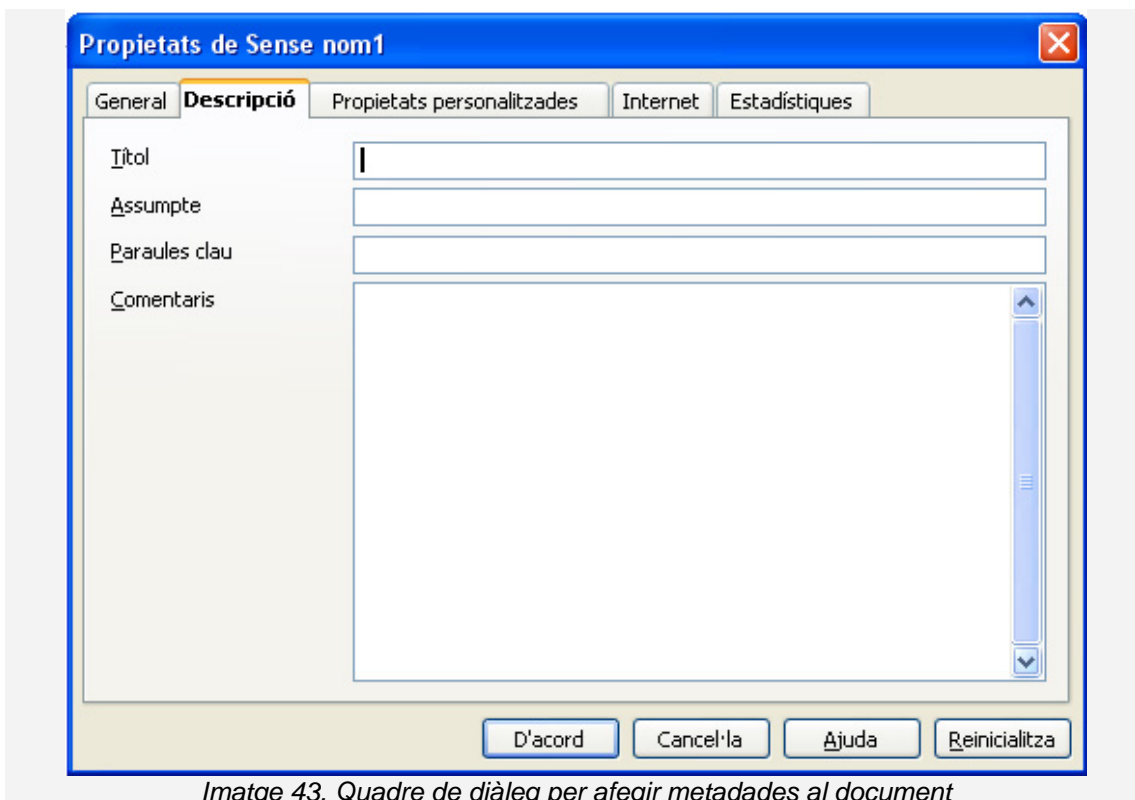 Propietats de Sense nom1
General Descripció Propietats personalitzades Internet Estadístiques
Títol
Assumpte
Paraules clau
Comentaris
D'acord Cancel·la Ajuda Reinicialitza
Imatge 43. Quadre de diàleg per afegir metadades al document